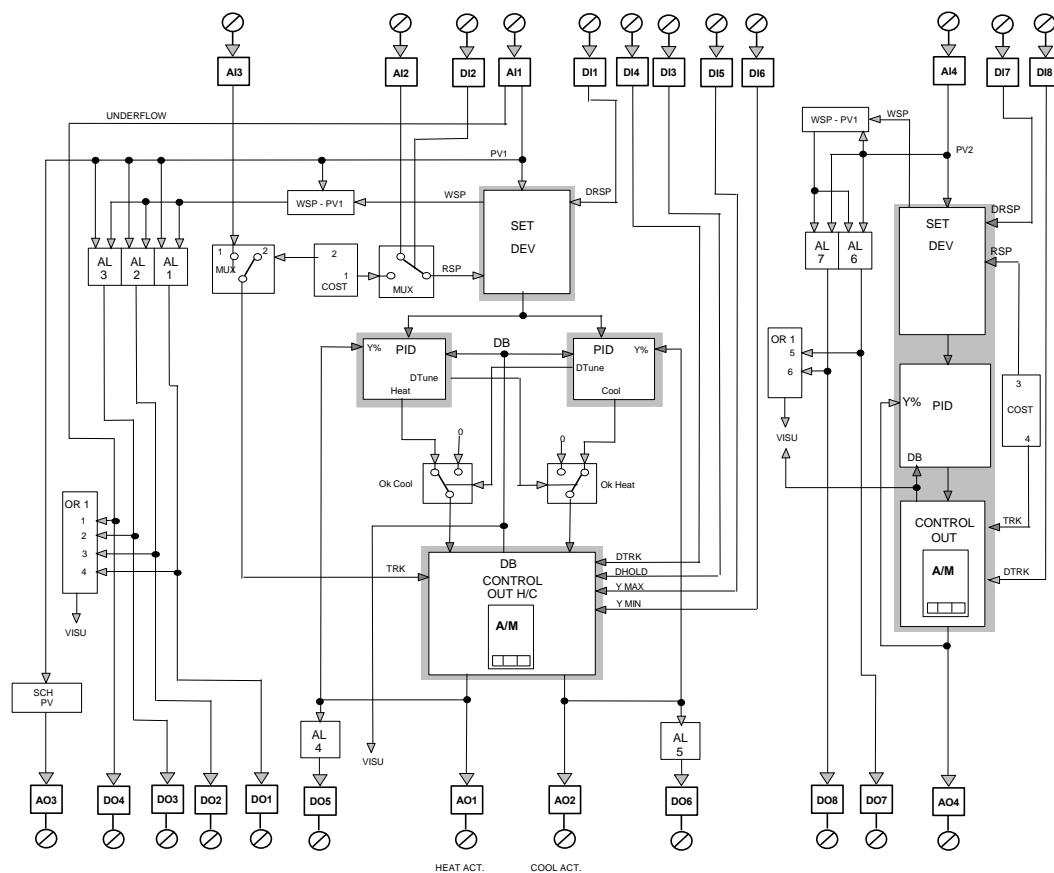 AI3
AI2
DI2
AI1
DI1
DI4
DI3
DI5
DI6
AI4
DI7
DI8
UNDERFLOW
WSP - PV1
WSP
PV1
PV2
WSP - PV1
WSP
DRSP
SET
DEV
DRSP
SET
DEV
RSP
AL
3
AL
2
AL
1
1
2
MUX
2
1
COST
MUX
RSP
AL
7
AL
6
Y%
PID
DB
PID
Y%
DTune
DTune
Heat
Cool
OR 1
5
6
VISU
Y%
PID
DB
3
COST
4
0
0
Ok Cool
Ok Heat
OR 1
1
2
3
4
VISU
TRK
DB
CONTROL
OUT H/C
A/M
DTRK
DHOLD
Y MAX
Y MIN
CONTROL
OUT
A/M
TRK
DTRK
SCH
PV
AL
4
VISU
AL
5
AO3
DO4
DO3
DO2
DO1
DO5
AO1
AO2
DO6
DO8
DO7
AO4
HEAT ACT.
COOL ACT.